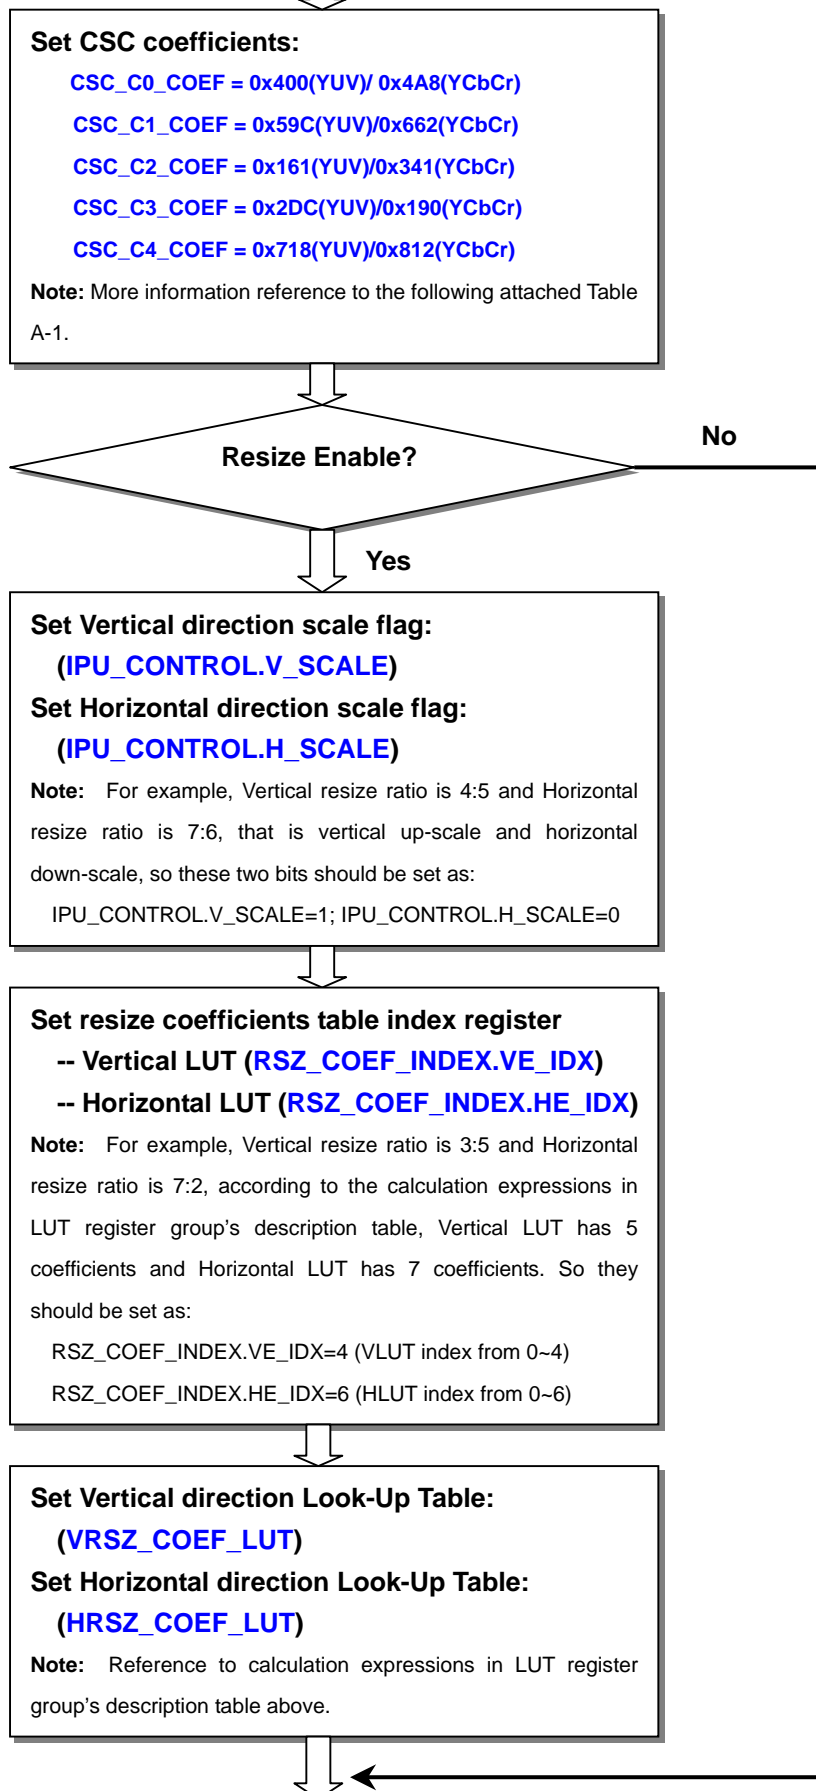 Set CSC coefficients:
CSC_C0_COEF = 0x400(YUV)/ 0x4A8(YCbCr)
CSC_C1_COEF = 0x59C(YUV)/0x662(YCbCr)
CSC_C2_COEF = 0x161(YUV)/0x341(YCbCr)
CSC_C3_COEF = 0x2DC(YUV)/0x190(YCbCr)
CSC_C4_COEF = 0x718(YUV)/0x812(YCbCr)
Note: More information reference to the following attached Table
A-1.
Resize Enable?
No
Yes
Set Vertical direction scale flag:
(IPU_CONTROL.V_SCALE)
Set Horizontal direction scale flag:
(IPU_CONTROL.H_SCALE)
Note: For example, Vertical resize ratio is 4:5 and Horizontal
resize ratio is 7:6, that is vertical up-scale and horizontal
down-scale, so these two bits should be set as:
IPU_CONTROL.V_SCALE=1; IPU_CONTROL.H_SCALE=0
Set resize coefficients table index register
-- Vertical LUT (RSZ_COEF_INDEX.VE_IDX)
-- Horizontal LUT (RSZ_COEF_INDEX.HE_IDX)
Note: For example, Vertical resize ratio is 3:5 and Horizontal
resize ratio is 7:2, according to the calculation expressions in
LUT register group's description table, Vertical LUT has 5
coefficients and Horizontal LUT has 7 coefficients. So they
should be set as:
RSZ_COEF_INDEX.VE_IDX=4 (VLUT index from 0~4)
RSZ_COEF_INDEX.HE_IDX=6 (HLUT index from 0~6)
Set Vertical direction Look-Up Table:
(VRSZ_COEF_LUT)
Set Horizontal direction Look-Up Table:
(HRSZ_COEF_LUT)
Note: Reference to calculation expressions in LUT register
group's description table above.